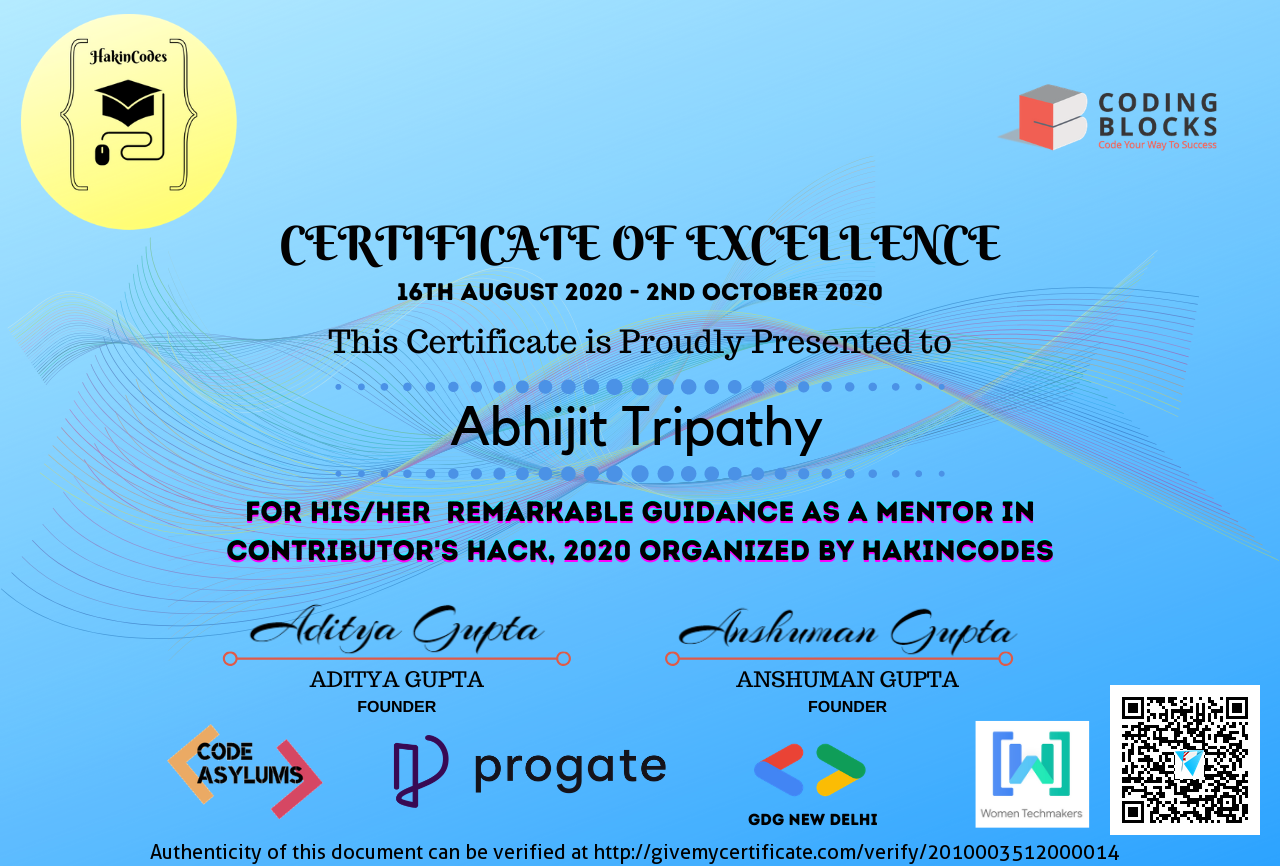 HakinCodes
CODING
BLOCKS
Code Your Way To Success
CERTIFICATE OF EXCELLENCE
16TH AUGUST 2020 - 2ND OCTOBER 2020
This Certificate is Proudly Presented to
Abhijit Tripathy
FOR HIS/HER REMARKABLE GUIDANCE AS A MENTOR IN
CONTRIBUTOR'S HACK, 2020 ORGANIZED BY HAKINCODES
Aditya Gupta
Anshuman Gupta
ADITYA GUPTA
ANSHUMAN GUPTA
FOUNDER
FOUNDER
CODE
ASYLUMS
progate
GDG NEW DELHI
Women Techmakers
Authenticity of this document can be verified at http://givemycertificate.com/verify/2010003512000014